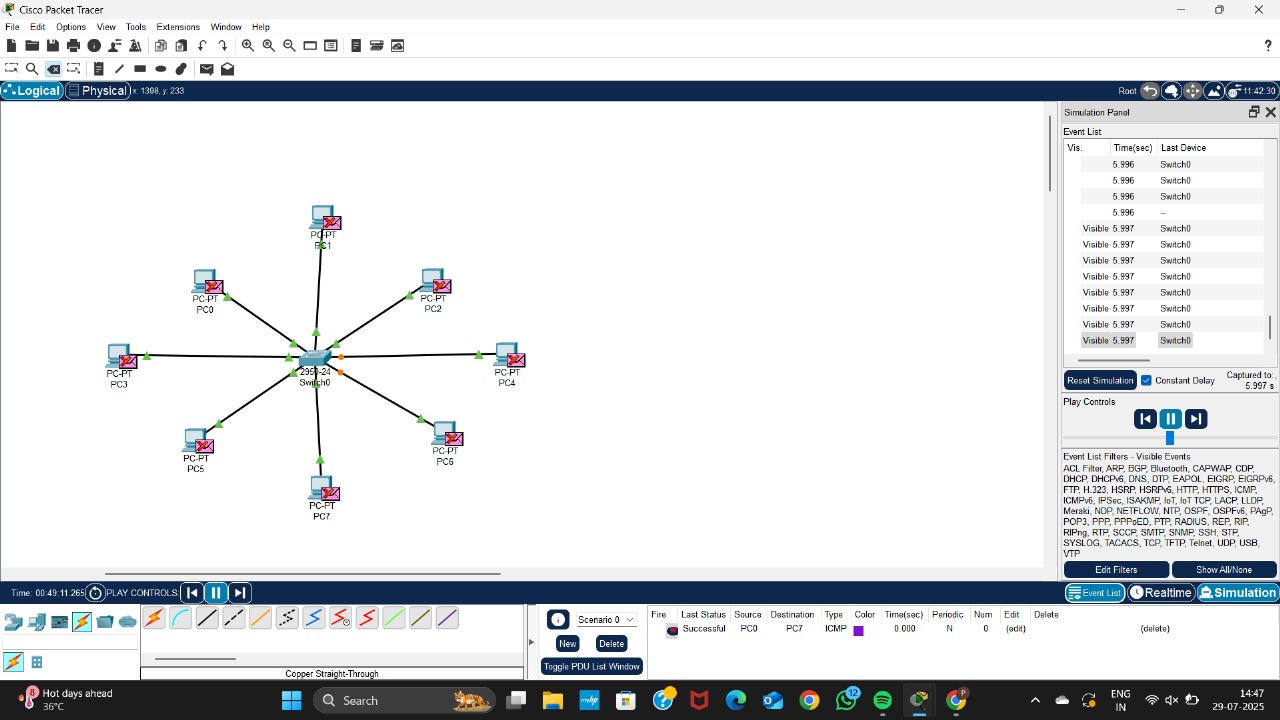 Cisco Packet Tracer
File Edit Options View Tools Extensions Window Help
?
Logical Physical x: 1398, y: 233 Root 11:42:30
PC-PT
PC1
PC-PT
PC0
PC-PT
PC2
PC-PT
PC3
2950-24
Switch0
PC-PT
PC4
PC-PT
PC5
PC-PT
PC6
PC-PT
PC7
Simulation Panel
Event List
Vis. Time(sec) Last Device
5.996 Switch0
5.996 Switch0
5.996 Switch0
5.996 --
Visible 5.997 Switch0
Visible 5.997 Switch0
Visible 5.997 Switch0
Visible 5.997 Switch0
Visible 5.997 Switch0
Visible 5.997 Switch0
Visible 5.997 Switch0
Visible 5.997 Switch0
Reset Simulation Constant Delay Captured to:
5.997 s
Play Controls
Event List Filters - Visible Events
ACL Filter, ARP, BGP, Bluetooth, CAPWAP, CDP,
DHCP, DHCPv6, DNS, DTP, EAPOL, EIGRP, EIGRPv6,
FTP, H.323, HSRP, HSRPv6, HTTP, HTTPS, ICMP,
ICMPv6, IPSec, ISAKMP, IoT, IoT TCP, LACP, LLDP,
Meraki, NDP, NETFLOW, NTP, OSPF, OSPFv6, PAgP,
POP3, PPP, PPPoED, PTP, RADIUS, REP, RIP,
RIPng, RTP, SCCP, SMTP, SNMP, SSH, STP,
SYSLOG, TACACS, TCP, TFTP, Telnet, UDP, USB,
VTP
Edit Filters Show All/None
Time: 00:49:11.265 PLAY CONTROLS: Event List Realtime Simulation
Copper Straight-Through
Scenario 0
New Delete
Toggle PDU List Window
Fire Last Status Source Destination Type Color Time(sec) Periodic Num Edit Delete
Successful PC0 PC7 ICMP 0.000 N 0 (edit) (delete)
8 Hot days ahead
36°C
Search
myhp
12
P
ENG
IN
14:47
29-07-2025